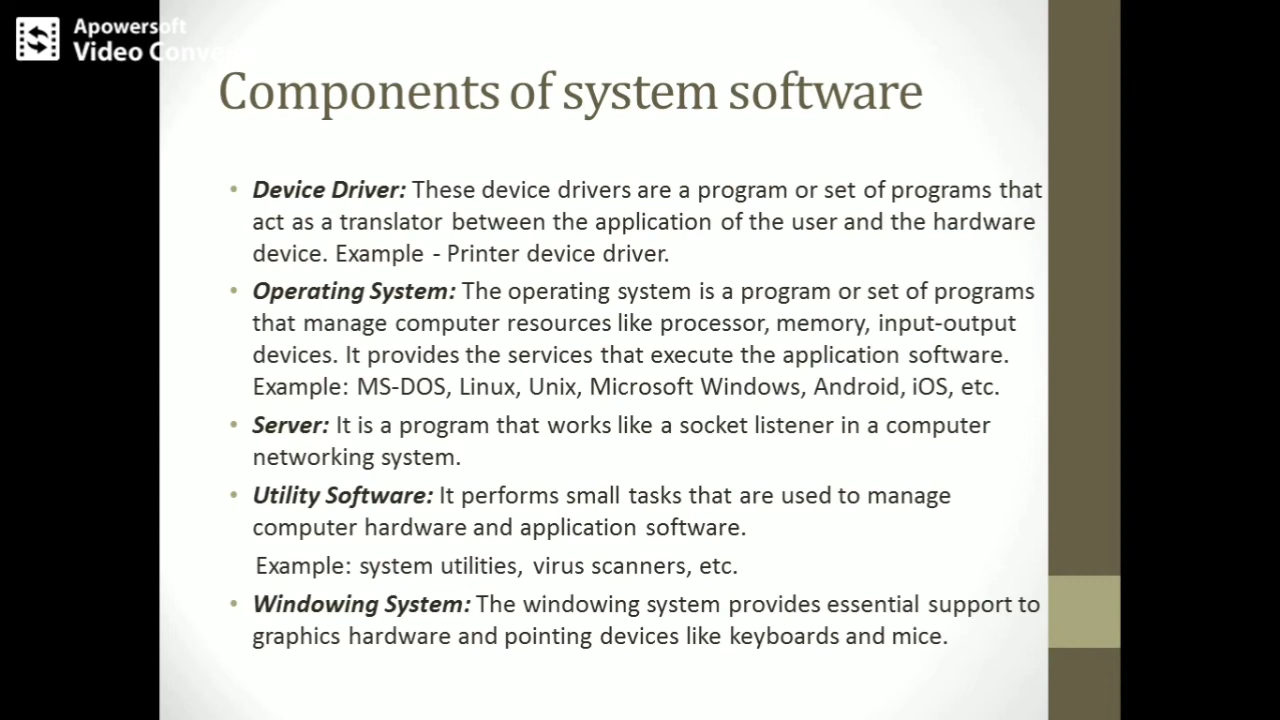 Apowersoft
Video Conve
Components of system software
• Device Driver: These device drivers are a program or set of programs that
act as a translator between the application of the user and the hardware
device. Example - Printer device driver.
• Operating System: The operating system is a program or set of programs
that manage computer resources like processor, memory, input-output
devices. It provides the services that execute the application software.
Example: MS-DOS, Linux, Unix, Microsoft Windows, Android, iOS, etc.
• Server: It is a program that works like a socket listener in a computer
networking system.
• Utility Software: It performs small tasks that are used to manage
computer hardware and application software.
Example: system utilities, virus scanners, etc.
• Windowing System: The windowing system provides essential support to
graphics hardware and pointing devices like keyboards and mice.